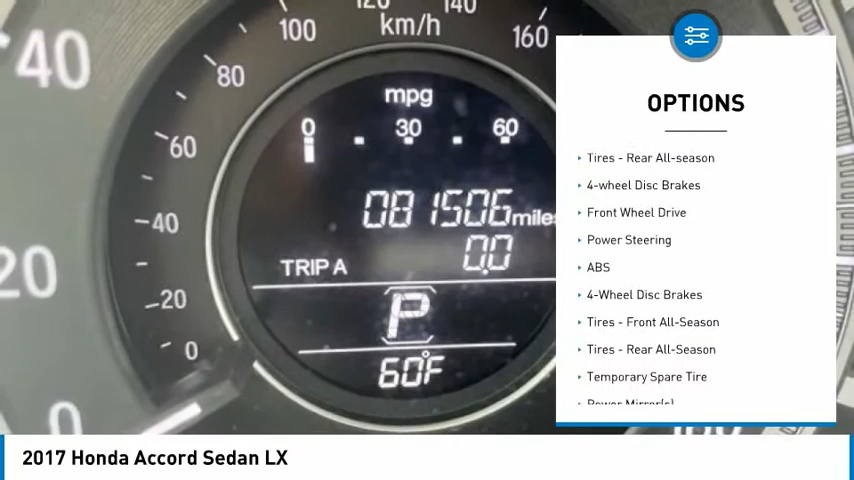 120
140
100
km/h
160
40
80
mpg
0
30
60
60
081506 miles
40
0.0
20
TRIP A
20
P
0
60°F
0
OPTIONS
Tires - Rear All-season
4-wheel Disc Brakes
Front Wheel Drive
Power Steering
ABS
4-Wheel Disc Brakes
Tires - Front All-Season
Tires - Rear All-Season
Temporary Spare Tire
Power Mirror(s)
2017 Honda Accord Sedan LX